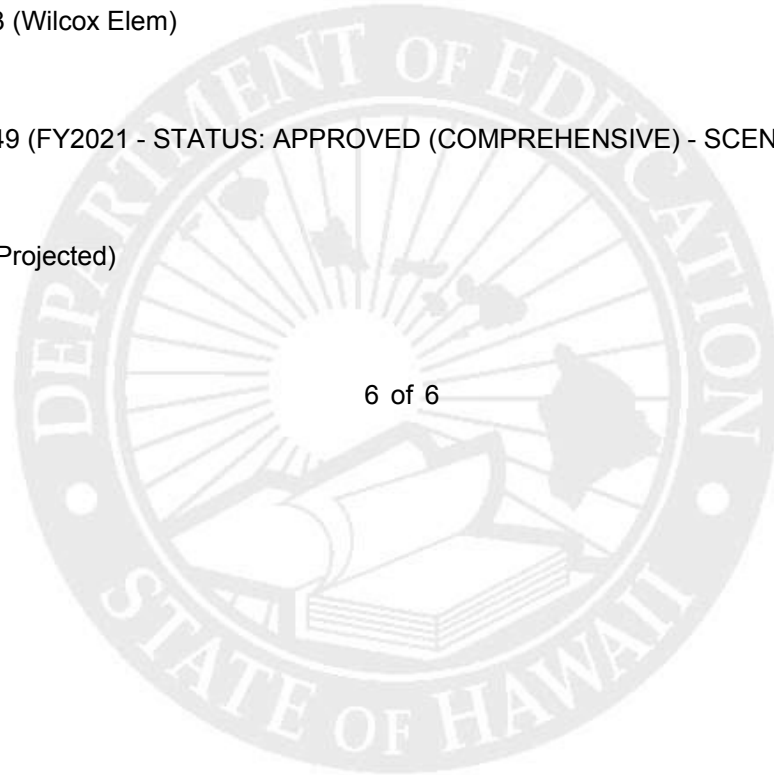 3 (Wilcox Elem)
49 (FY2021 - STATUS: APPROVED (COMPREHENSIVE) - SCEN
Projected)
6 of 6
DEPARTMENT OF EDUCATION
STATE OF HAWAII